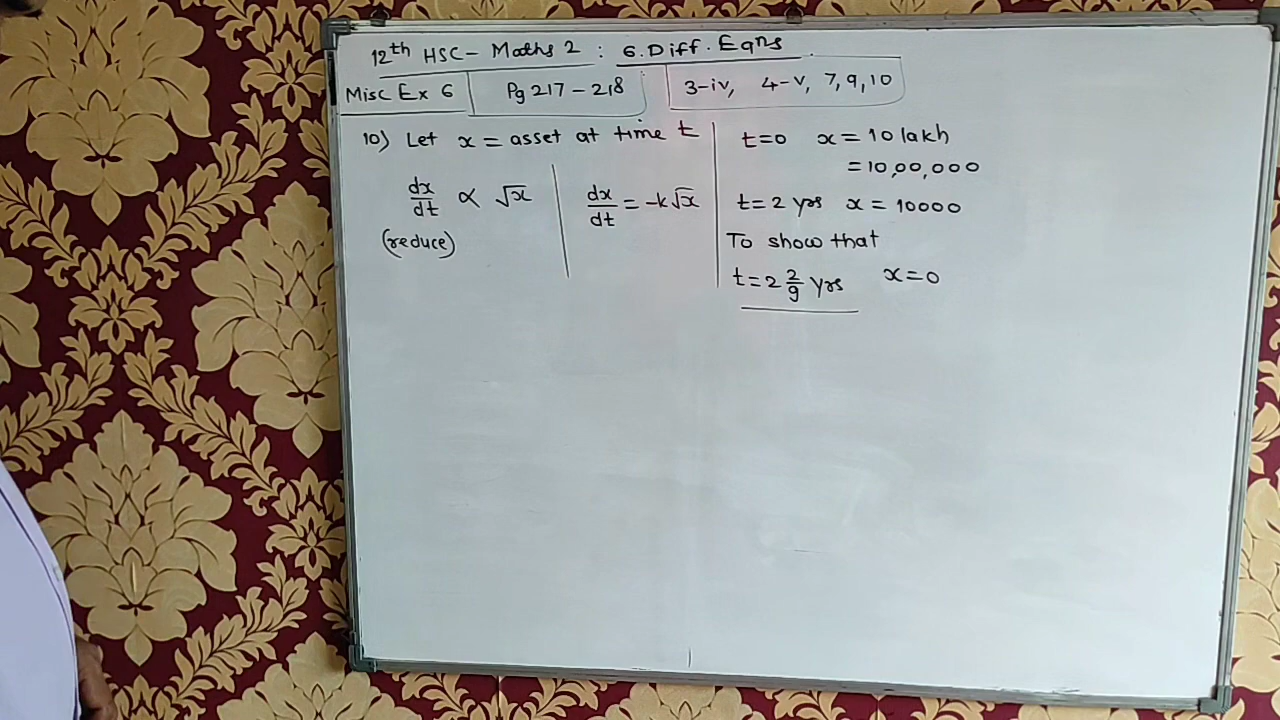 12th HSC - Maths 2 : 6. Diff. Eqns
Misc Ex 6 Pg 217 - 218 3-iv, 4-v, 7, 9, 10
10) Let x = asset at time t
dx/dt ∝ √x
(reduce)
dx/dt = -k√x
t=0 x = 10 lakh
= 10,00,000
t = 2 yrs x = 10000
To show that
t = 2 2/9 yrs x = 0